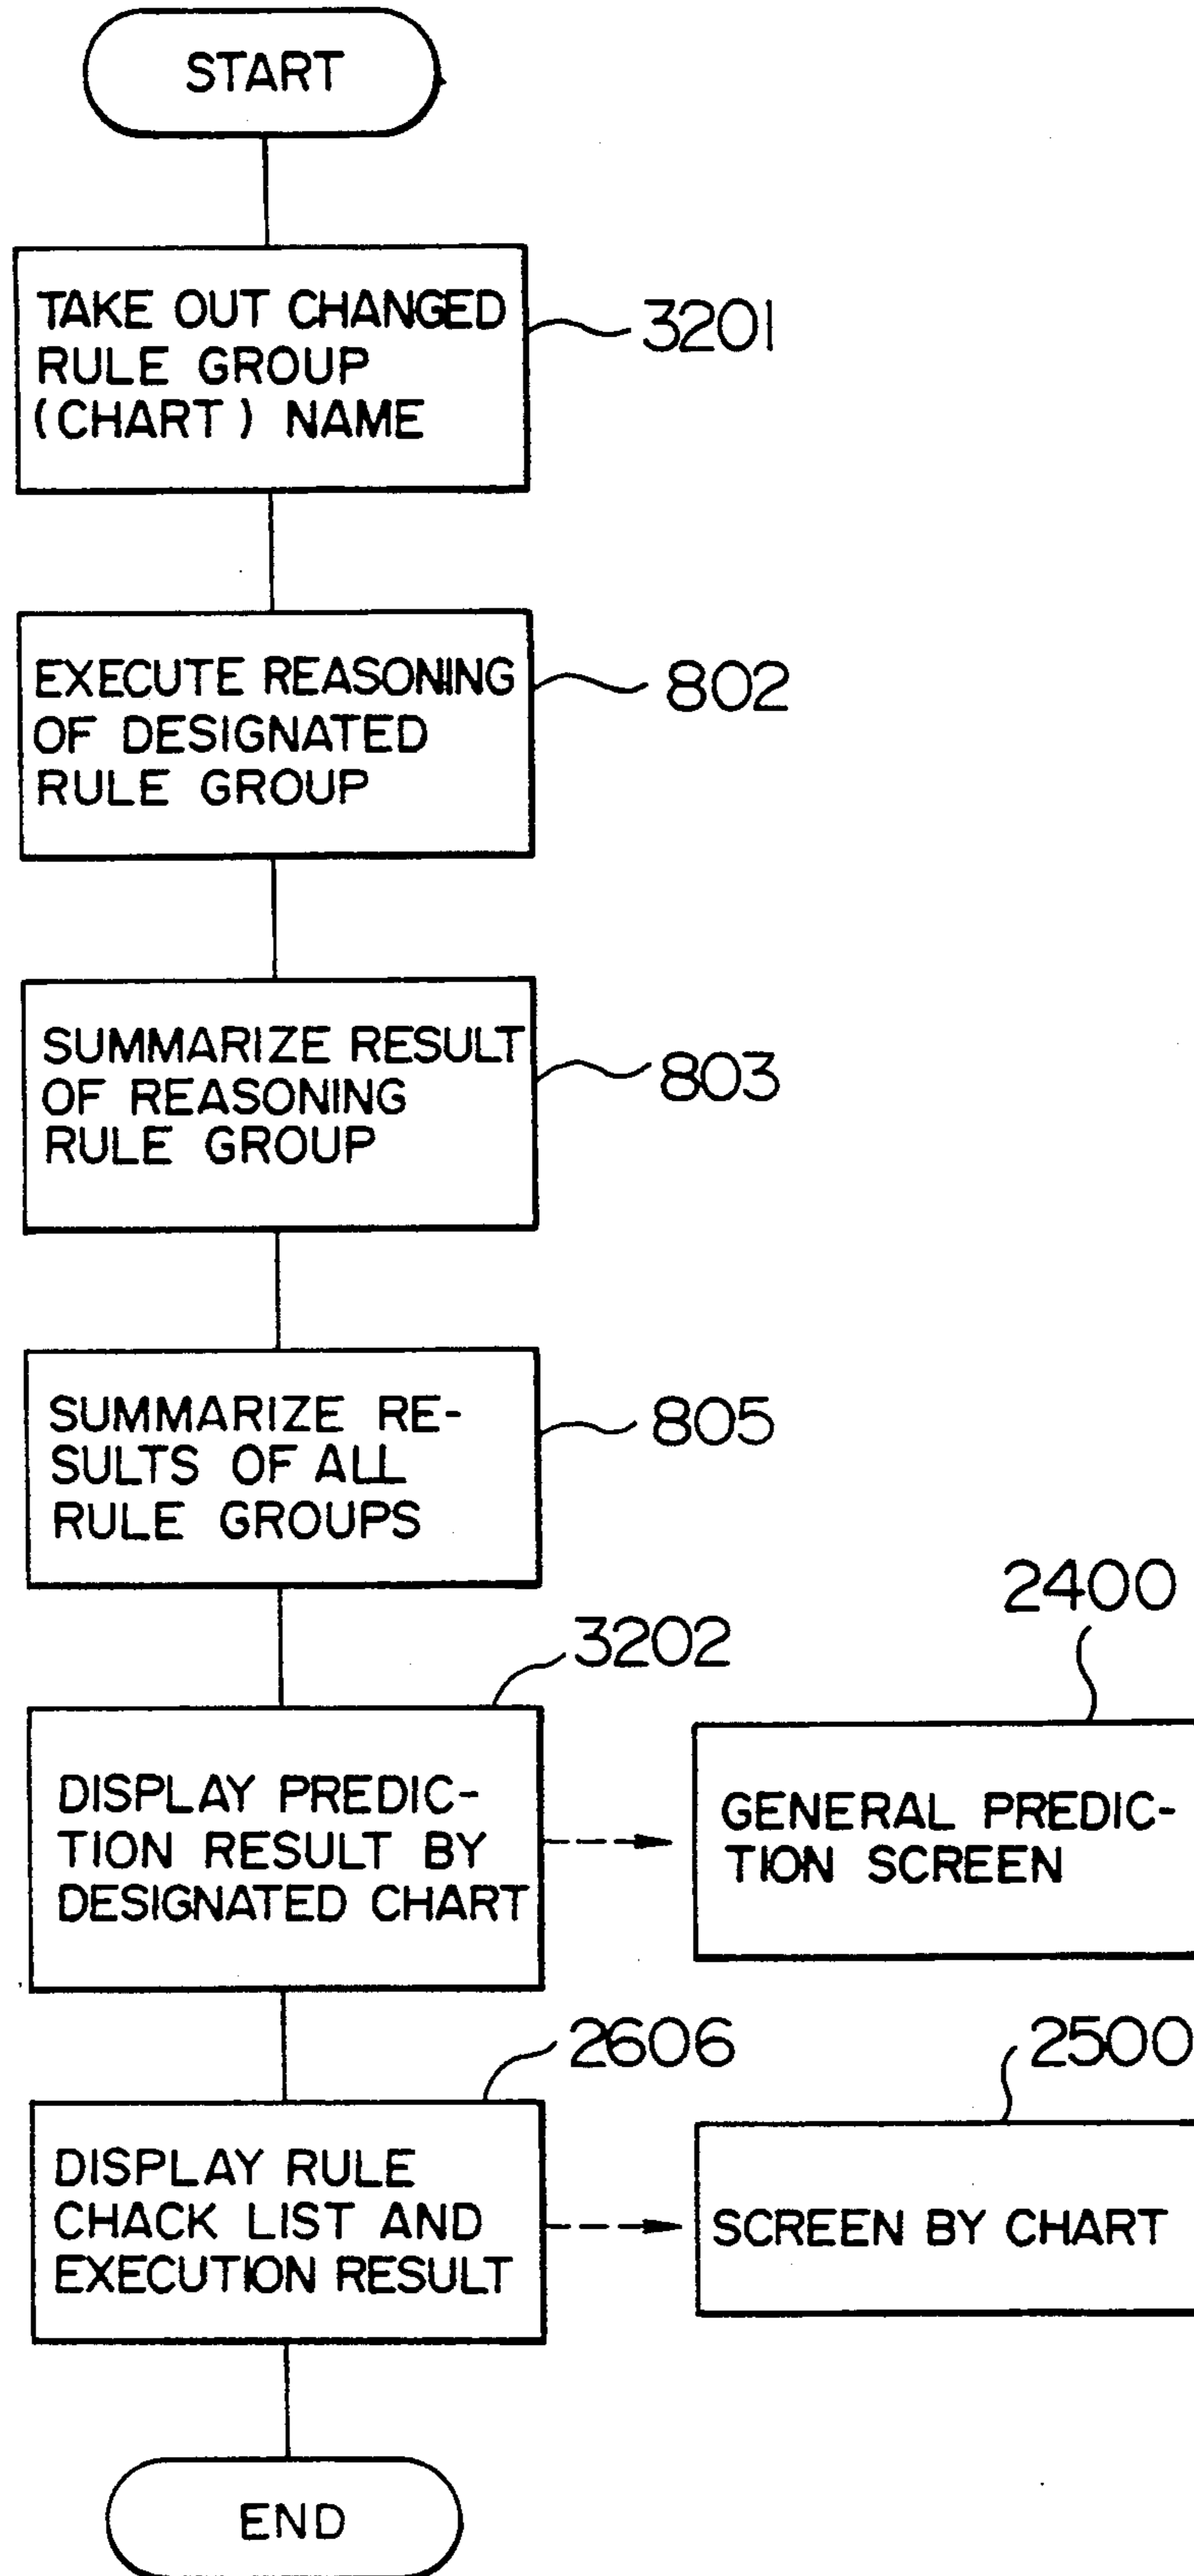 START
TAKE OUT CHANGED
RULE GROUP
(CHART) NAME
3201
EXECUTE REASONING
OF DESIGNATED
RULE GROUP
802
SUMMARIZE RESULT
OF REASONING
RULE GROUP
803
SUMMARIZE RE-
SULTS OF ALL
RULE GROUPS
805
3202
DISPLAY PREDIC-
TION RESULT BY
DESIGNATED CHART
2400
GENERAL PREDIC-
TION SCREEN
2606
DISPLAY RULE
CHACK LIST AND
EXECUTION RESULT
2500
SCREEN BY CHART
END